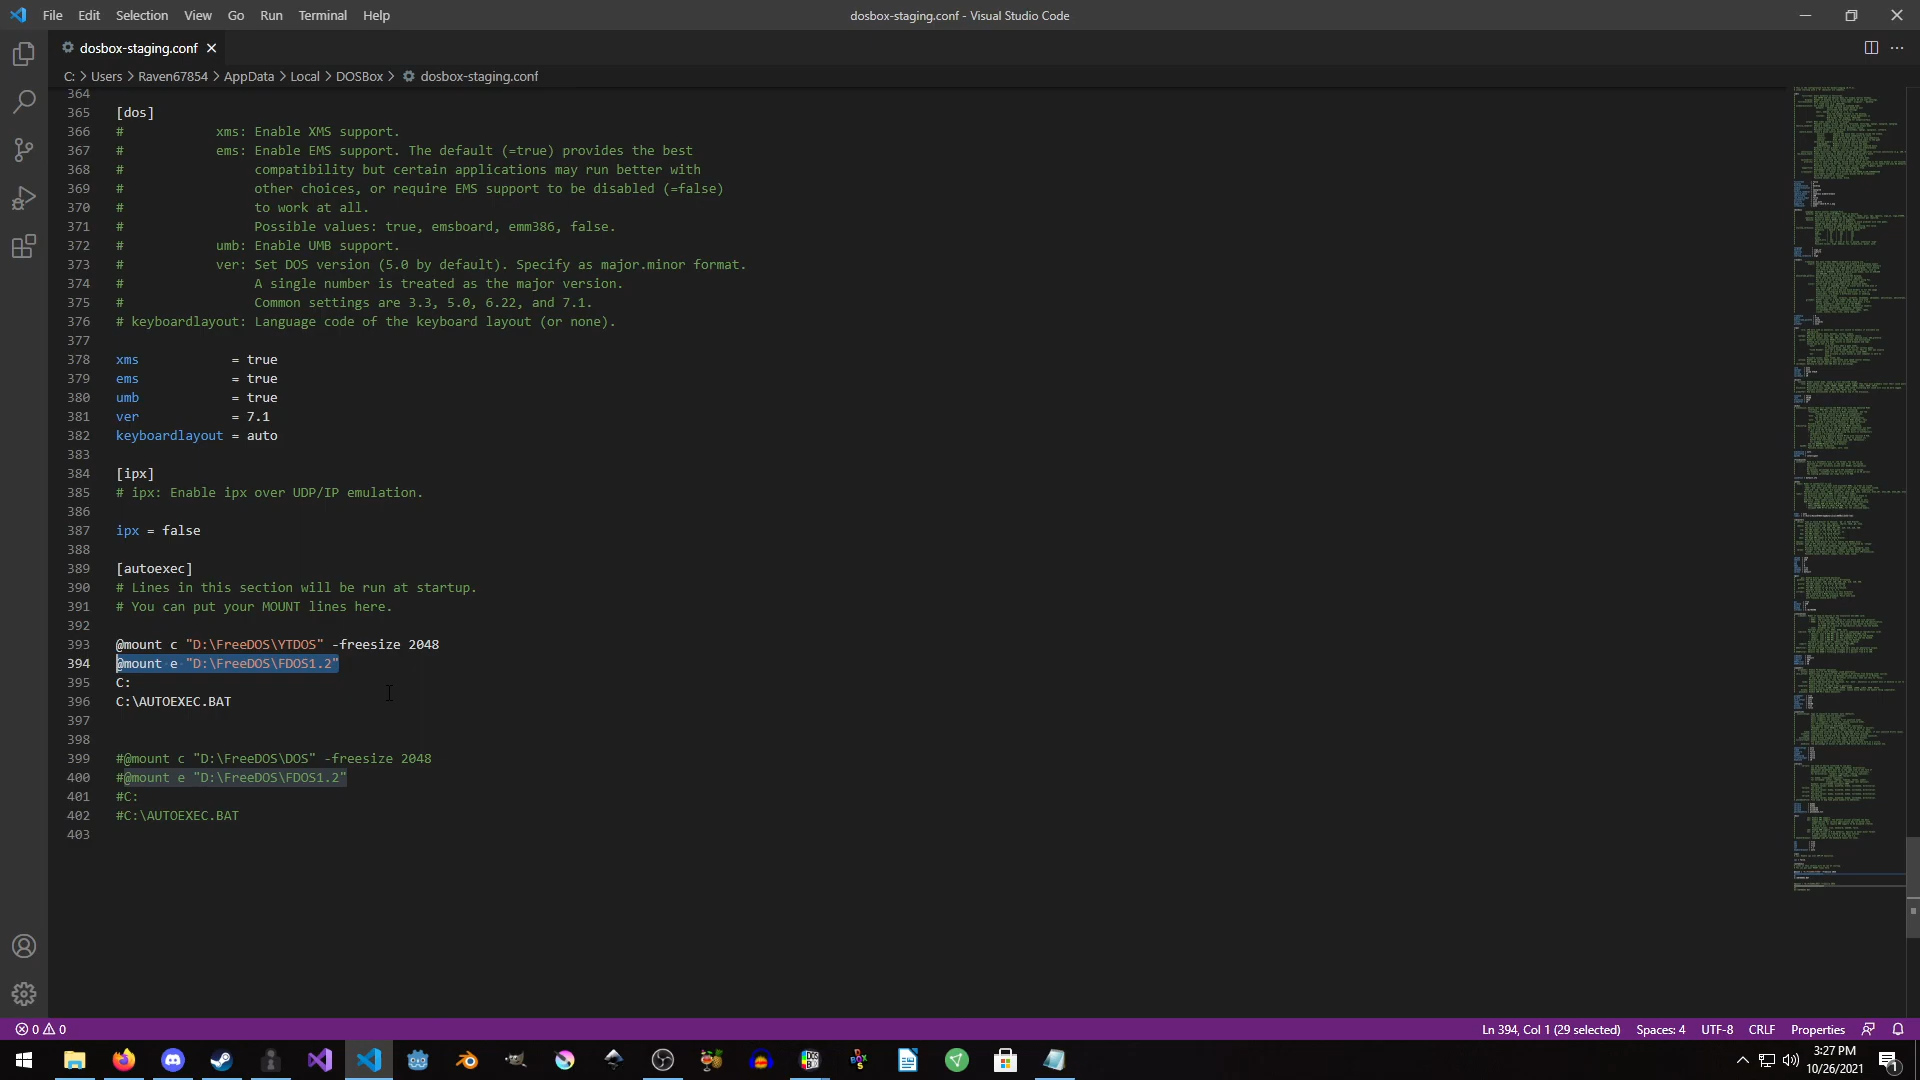 File Edit Selection View Go Run Terminal Help
dosbox-staging.conf - Visual Studio Code
dosbox-staging.conf
C: > Users > Raven67854 > AppData > Local > DOSBox > dosbox-staging.conf
364
365 [dos]
366 # xms: Enable XMS support.
367 # ems: Enable EMS support. The default (=true) provides the best
368 # compatibility but certain applications may run better with
369 # other choices, or require EMS support to be disabled (=false)
370 # to work at all.
371 # Possible values: true, emsboard, emm386, false.
372 # umb: Enable UMB support.
373 # ver: Set DOS version (5.0 by default). Specify as major.minor format.
374 # A single number is treated as the major version.
375 # Common settings are 3.3, 5.0, 6.22, and 7.1.
376 # keyboardlayout: Language code of the keyboard layout (or none).
377
378 xms = true
379 ems = true
380 umb = true
381 ver = 7.1
382 keyboardlayout = auto
383
384 [ipx]
385 # ipx: Enable ipx over UDP/IP emulation.
386
387 ipx = false
388
389 [autoexec]
390 # Lines in this section will be run at startup.
391 # You can put your MOUNT lines here.
392
393 @mount c "D:\FreeDOS\YTDOS" -freesize 2048
394 @mount e "D:\FreeDOS\FDOS1.2"
395 C:
396 C:\AUTOEXEC.BAT
397
398
399 #@mount c "D:\FreeDOS\DOS" -freesize 2048
400 #@mount e "D:\FreeDOS\FDOS1.2"
401 #C:
402 #C:\AUTOEXEC.BAT
403
0 0
Ln 394, Col 1 (29 selected) Spaces: 4 UTF-8 CRLF Properties
3:27 PM
10/26/2021
1